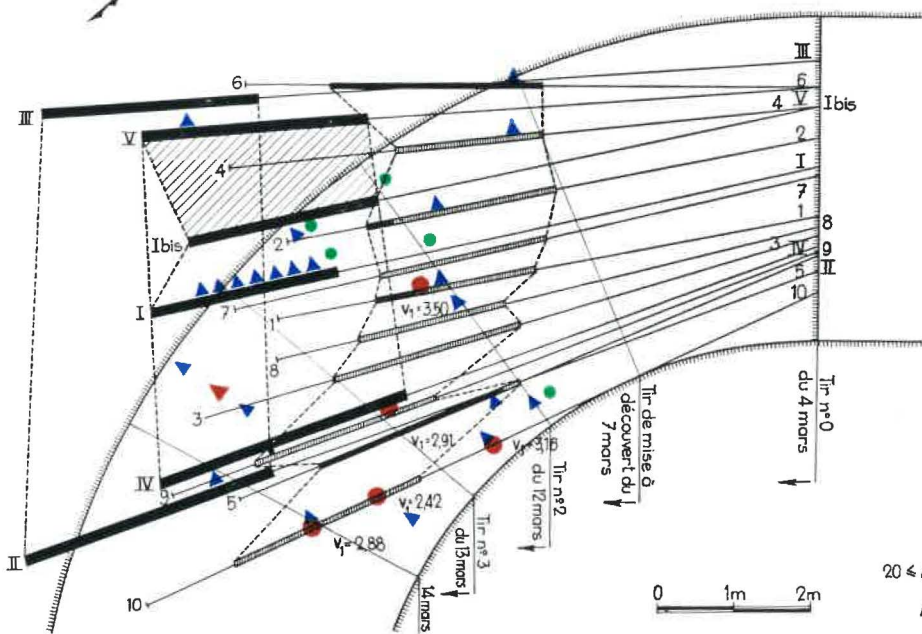 III
6
III
6
V
4
Ibis
V
4
2
I
7
1
8
3
IV
9
II
5
10
Ibis
2
I
7
1
8
3
v₁=3,50
IV
9
5
II
10
v₁=2,91
v₁=3,16
v₁=2,42
v₁=2,88
Tir n°0
du 4 mars
Tir de mise à
découvert du
7 mars
Tir n°2
du 12 mars
Tir n°3
du 13 mars
14 mars
0 1m 2m
20 ≤